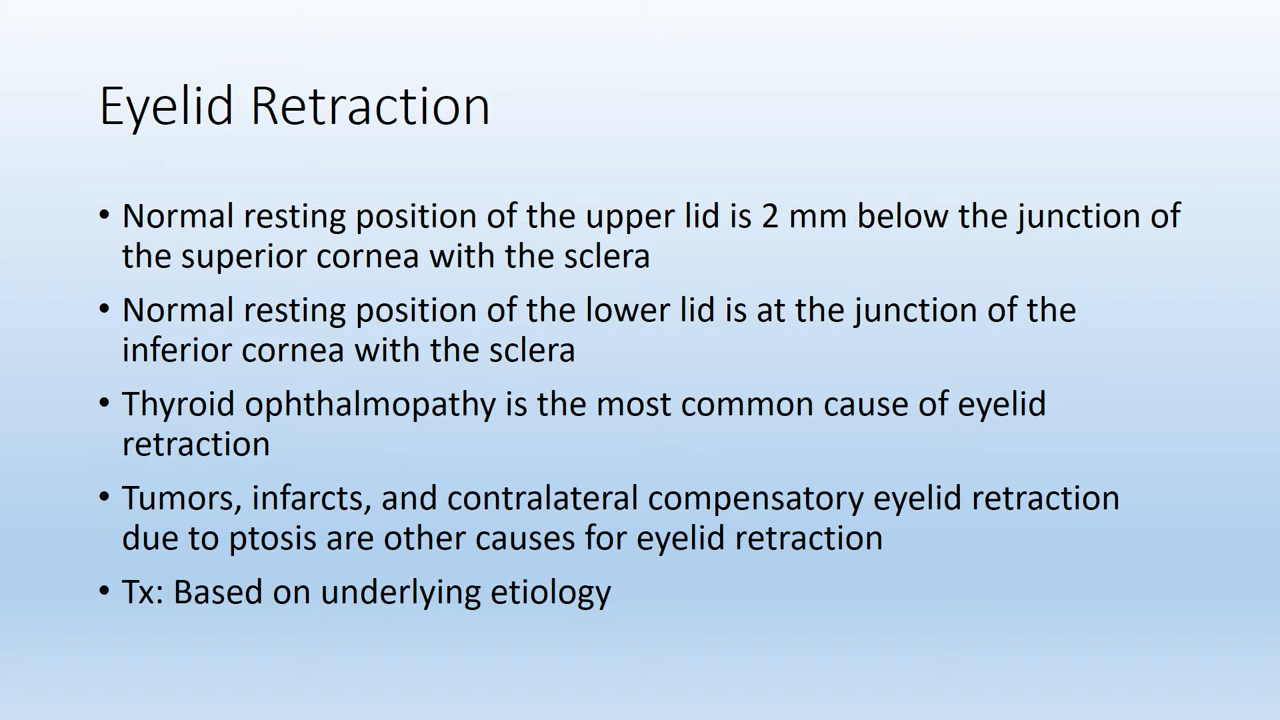 Eyelid Retraction
• Normal resting position of the upper lid is 2 mm below the junction of
the superior cornea with the sclera
• Normal resting position of the lower lid is at the junction of the
inferior cornea with the sclera
• Thyroid ophthalmopathy is the most common cause of eyelid
retraction
• Tumors, infarcts, and contralateral compensatory eyelid retraction
due to ptosis are other causes for eyelid retraction
• Tx: Based on underlying etiology